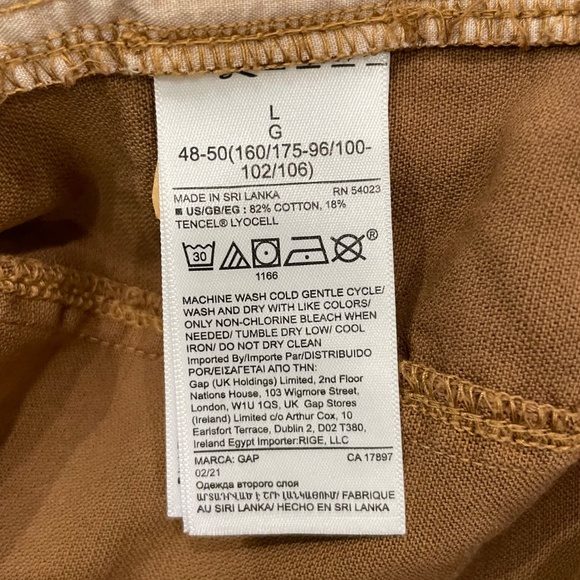 L
G
48-50(160/175-96/100-
102/106)
MADE IN SRI LANKA RN 54023
■ US/GB/EG : 82% COTTON, 18%
TENCEL® LYOCELL
30 ®
1166
MACHINE WASH COLD GENTLE CYCLE/
WASH AND DRY WITH LIKE COLORS/
ONLY NON-CHLORINE BLEACH WHEN
NEEDED/ TUMBLE DRY LOW/ COOL
IRON/ DO NOT DRY CLEAN
Imported By/Importe Par/DISTRIBUIDO
POR/ΕΙΣΑΓΕΤΑΙ ΑΠΟ ΤΗΝ:
Gap (UK Holdings) Limited, 2nd Floor
Nations House, 103 Wigmore Street,
London, W1U 1QS, UK Gap Stores
(Ireland) Limited c/o Arthur Cox, 10
Earlsfort Terrace, Dublin 2, D02 T380,
Ireland Egypt Importer:RIGE, LLC
MARCA: GAP CA 17897
02/21
Одежда второго слоя
ԱՐՏԱԴՐՎԱԾ Է ՇՐԻ ԼԱՆԿԱՅՈՒՄ/ FABRIQUE
AU SIRI LANKA/ HECHO EN SRI LANKA